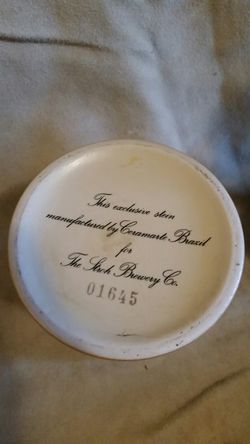 This exclusive stein
manufactured by Ceramarte Brazil
for
The Stroh Brewery Co.
01645